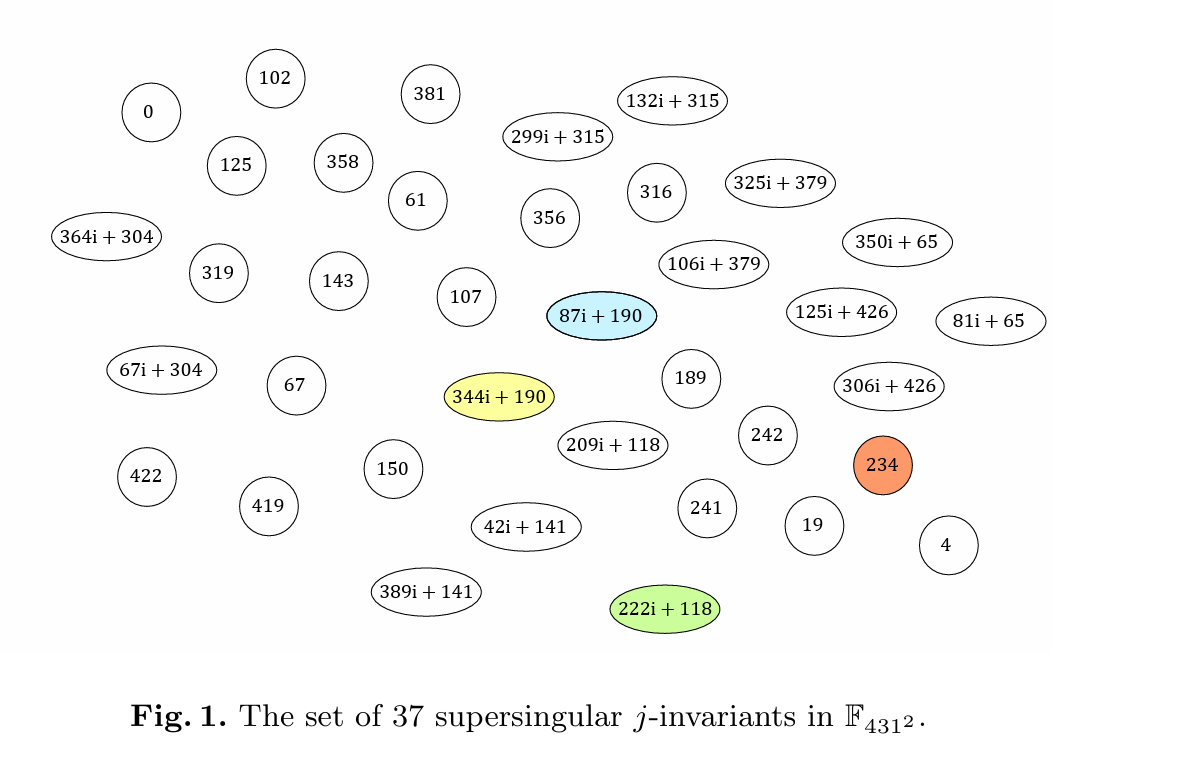 102
381
132i + 315
0
299i + 315
125
358
325i + 379
316
61
356
364i + 304
350i + 65
106i + 379
319
143
107
87i + 190
125i + 426
81i + 65
67i + 304
67
189
306i + 426
344i + 190
242
209i + 118
234
150
422
419
241
42i + 141
19
4
389i + 141
222i + 118
Fig. 1. The set of 37 supersingular j-invariants in 𝔽₄₃₁².